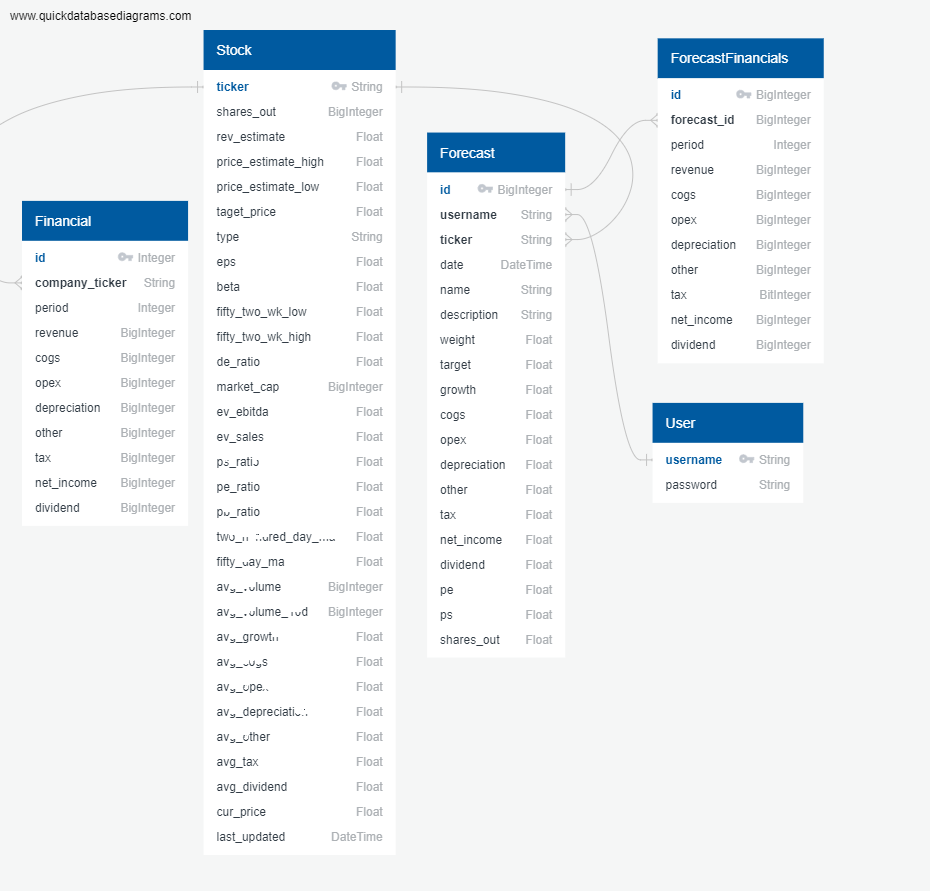 www.quickdatabasediagrams.com
Stock
ticker String
shares_out BigInteger
rev_estimate Float
price_estimate_high Float
price_estimate_low Float
taget_price Float
type String
eps Float
beta Float
fifty_two_wk_low Float
fifty_two_wk_high Float
de_ratio Float
market_cap BigInteger
ev_ebitda Float
ev_sales Float
ps_ratio Float
pe_ratio Float
pb_ratio Float
Float
fifty_day_ma Float
avg_volume BigInteger
avg_volume_10d BigInteger
avg_growth Float
avg_cogs Float
avg_opex Float
avg_depreciation Float
avg_other Float
avg_tax Float
avg_dividend Float
cur_price Float
last_updated DateTime
Financial
id Integer
company_ticker String
period Integer
revenue BigInteger
cogs BigInteger
opex BigInteger
depreciation BigInteger
other BigInteger
tax BigInteger
net_income BigInteger
dividend BigInteger
Forecast
id BigInteger
username String
ticker String
date DateTime
name String
description String
weight Float
target Float
growth Float
cogs Float
opex Float
depreciation Float
other Float
tax Float
net_income Float
dividend Float
pe Float
ps Float
shares_out Float
ForecastFinancials
id BigInteger
forecast_id BigInteger
period Integer
revenue BigInteger
cogs BigInteger
opex BigInteger
depreciation BigInteger
other BigInteger
tax BitInteger
net_income BigInteger
dividend BigInteger
User
username String
password String